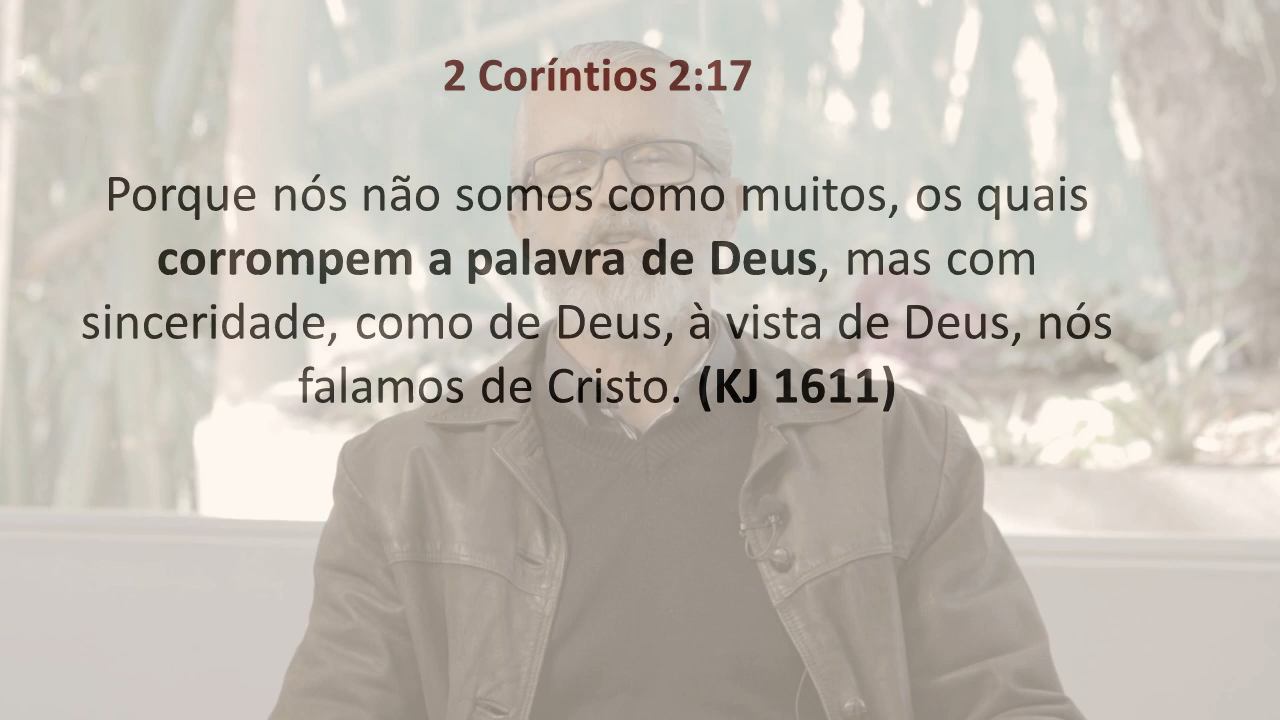 2 Coríntios 2:17
Porque nós não somos como muitos, os quais
corrompem a palavra de Deus, mas com
sinceridade, como de Deus, à vista de Deus, nós
falamos de Cristo. (KJ 1611)